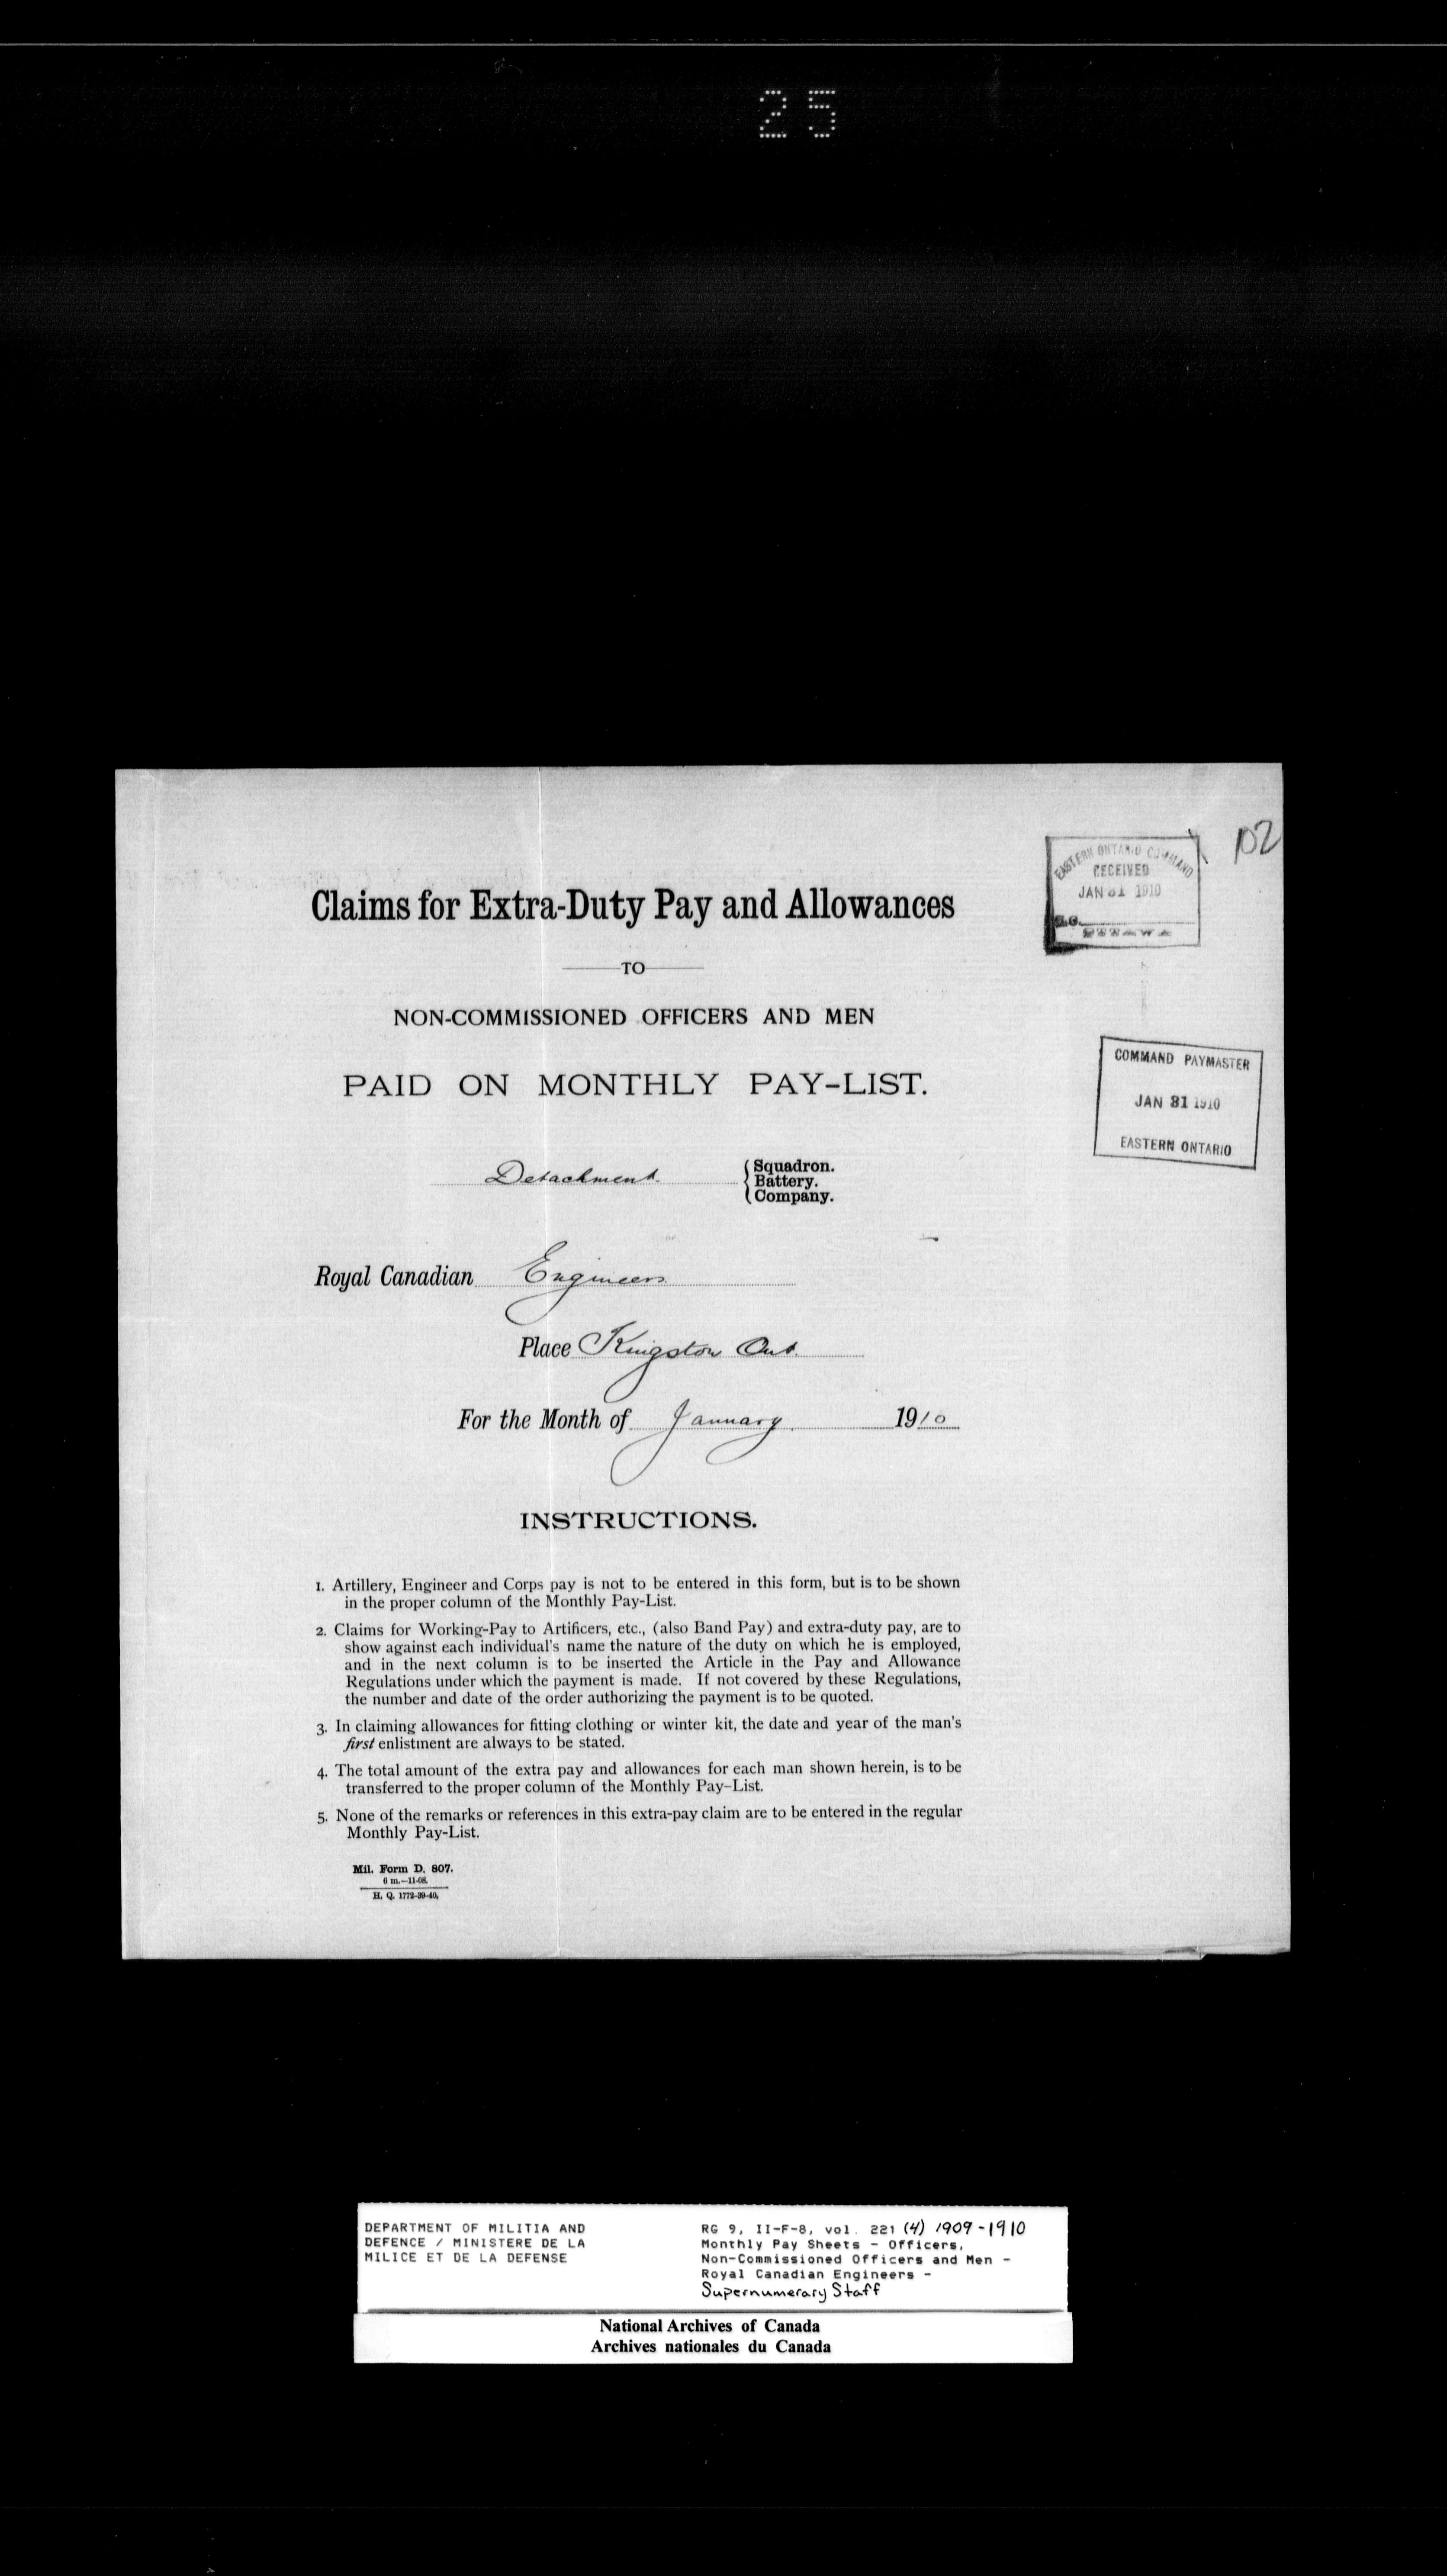 25
102
EASTERN ONTARIO COMMAND
RECEIVED
JAN 31 1910
Claims for Extra-Duty Pay and Allowances
TO
NON-COMMISSIONED OFFICERS AND MEN
PAID ON MONTHLY PAY-LIST.
COMMAND PAYMASTER
JAN 31 1910
EASTERN ONTARIO
Detachment.
Squadron.
Battery.
Company.
Royal Canadian Engineers.
Place Kingston Ont.
For the Month of January. 1910
INSTRUCTIONS.
1. Artillery, Engineer and Corps pay is not to be entered in this form, but is to be shown
in the proper column of the Monthly Pay-List.
2. Claims for Working-Pay to Artificers, etc., (also Band Pay) and extra-duty pay, are to
show against each individual's name the nature of the duty on which he is employed,
and in the next column is to be inserted the Article in the Pay and Allowance
Regulations under which the payment is made. If not covered by these Regulations,
the number and date of the order authorizing the payment is to be quoted.
3. In claiming allowances for fitting clothing or winter kit, the date and year of the man's
first enlistment are always to be stated.
4. The total amount of the extra pay and allowances for each man shown herein, is to be
transferred to the proper column of the Monthly Pay-List.
5. None of the remarks or references in this extra-pay claim are to be entered in the regular
Monthly Pay-List.
Mil. Form D. 807.
6 m.—11-08.
H. Q. 1772-39-40.
DEPARTMENT OF MILITIA AND
DEFENCE / MINISTERE DE LA
MILICE ET DE LA DEFENSE
RG 9, II-F-8, vol. 221 (4) 1909-1910
Monthly Pay Sheets - Officers,
Non-Commissioned Officers and Men -
Royal Canadian Engineers -
Supernumerary Staff
National Archives of Canada
Archives nationales du Canada